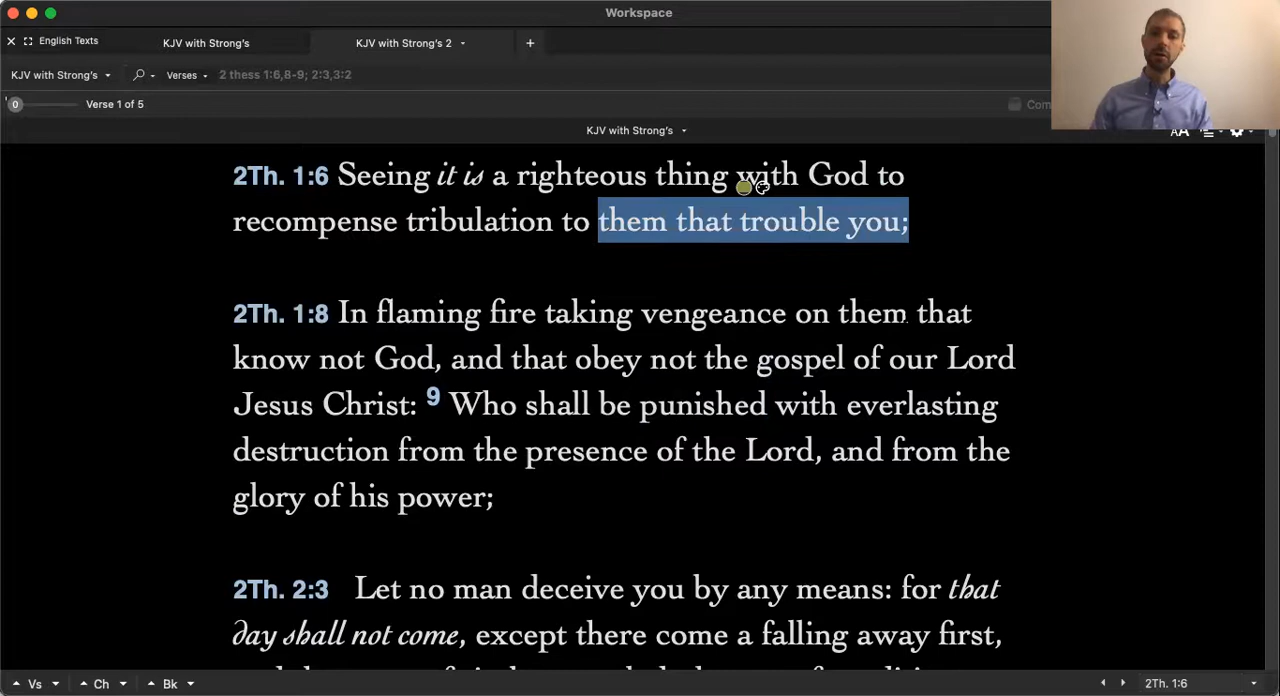 Workspace
English Texts
KJV with Strong's
KJV with Strong's 2
KJV with Strong's
Verses
2 thess 1:6,8-9; 2:3,3:2
0
Verse 1 of 5
KJV with Strong's
AA
2Th. 1:6 Seeing it is a righteous thing with God to
recompense tribulation to them that trouble you;
2Th. 1:8 In flaming fire taking vengeance on them that
know not God, and that obey not the gospel of our Lord
Jesus Christ: 9 Who shall be punished with everlasting
destruction from the presence of the Lord, and from the
glory of his power;
2Th. 2:3 Let no man deceive you by any means: for that
day shall not come, except there come a falling away first,
Vs
Ch
Bk
2Th. 1:6